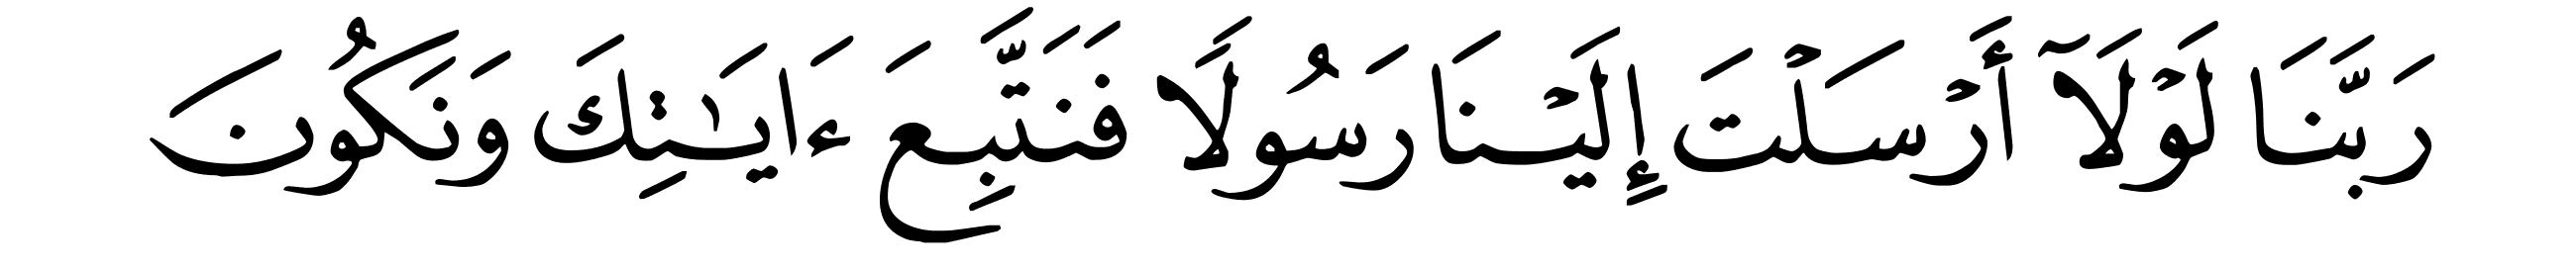 رَبَّنَا لَوۡلَآ أَرۡسَلۡتَ إِلَيۡنَا رَسُولٗا فَنَتَّبِعَ ءَايَٰتِكَ وَنَكُونَ